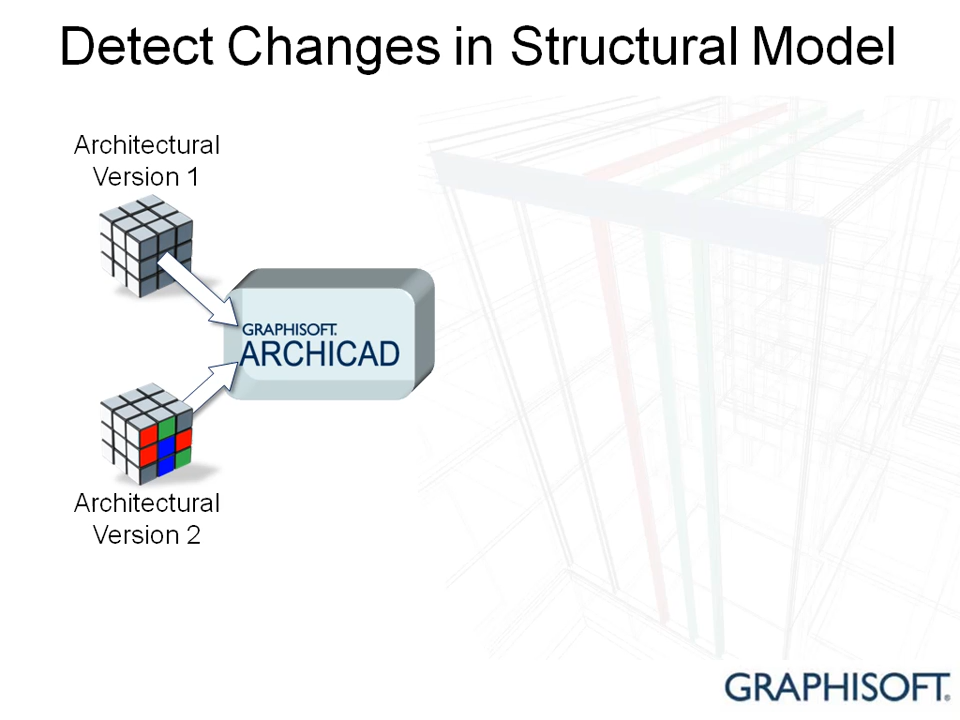 Detect Changes in Structural Model
Architectural
Version 1
GRAPHISOFT.
ARCHICAD
Architectural
Version 2
GRAPHISOFT.